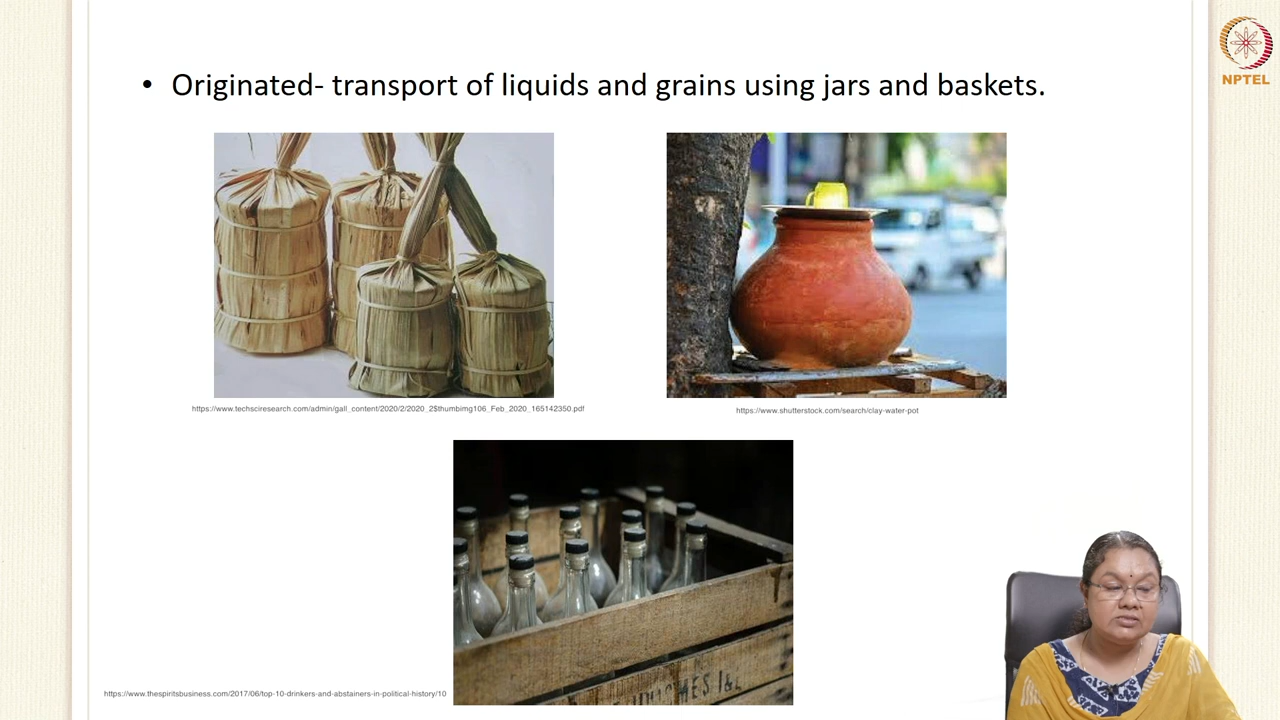 NPTEL
• Originated- transport of liquids and grains using jars and baskets.
https://www.techsciresearch.com/admin/gall_content/2020/2/2020_2$thumbimg106_Feb_2020_165142350.pdf
https://www.shutterstock.com/search/clay-water-pot
https://www.thespiritsbusiness.com/2017/06/top-10-drinkers-and-abstainers-in-political-history/10